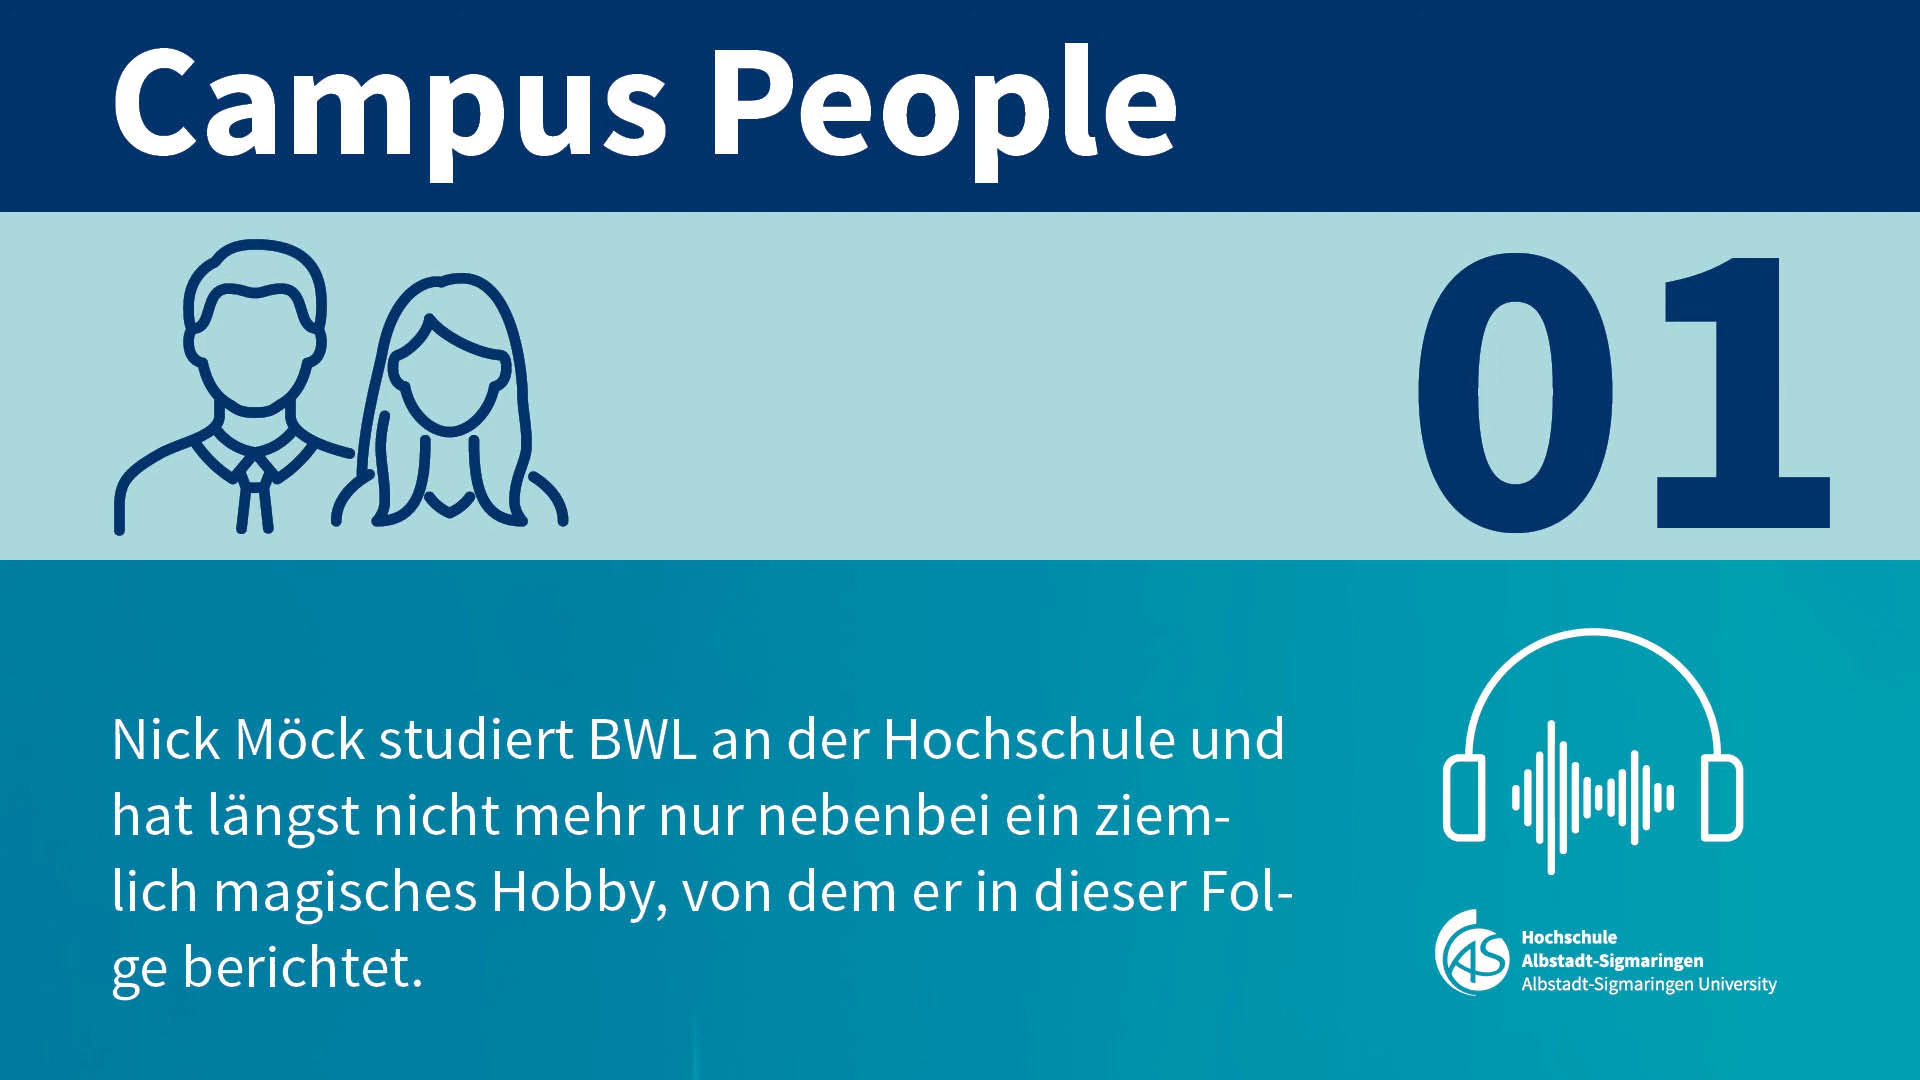 Campus People
01
Nick Möck studiert BWL an der Hochschule und
hat längst nicht mehr nur nebenbei ein ziem-
lich magisches Hobby, von dem er in dieser Fol-
ge berichtet.
AS
Hochschule
Albstadt-Sigmaringen
Albstadt-Sigmaringen University